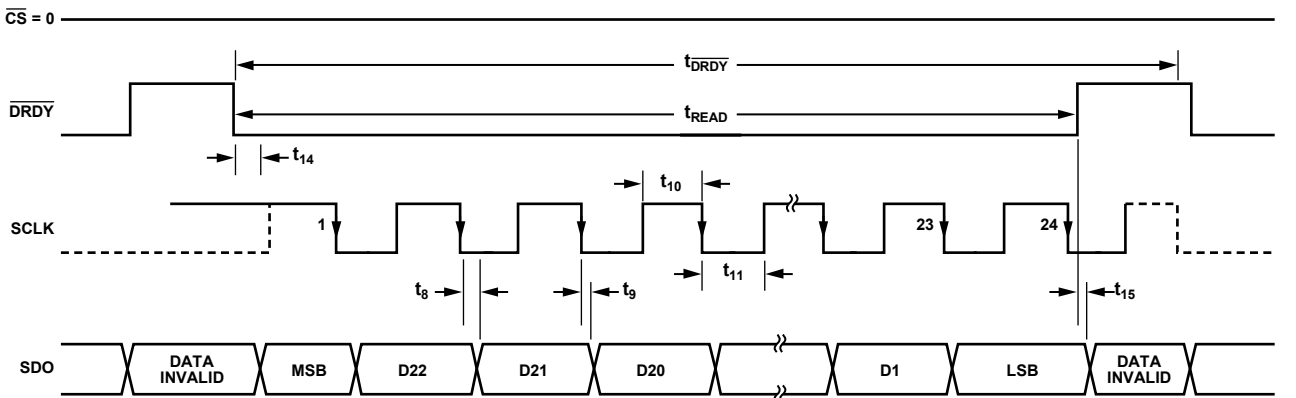 CS = 0
tDRDY
DRDY
tREAD
t14
t10
SCLK
1
23
24
t11
t8
t9
t15
SDO
DATA INVALID
MSB
D22
D21
D20
D1
LSB
DATA INVALID